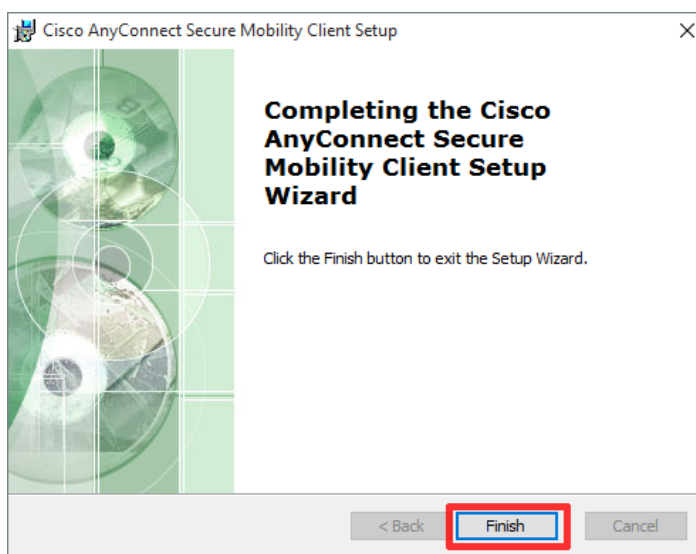 Cisco AnyConnect Secure Mobility Client Setup
Completing the Cisco
AnyConnect Secure
Mobility Client Setup
Wizard
Click the Finish button to exit the Setup Wizard.
< Back Finish Cancel